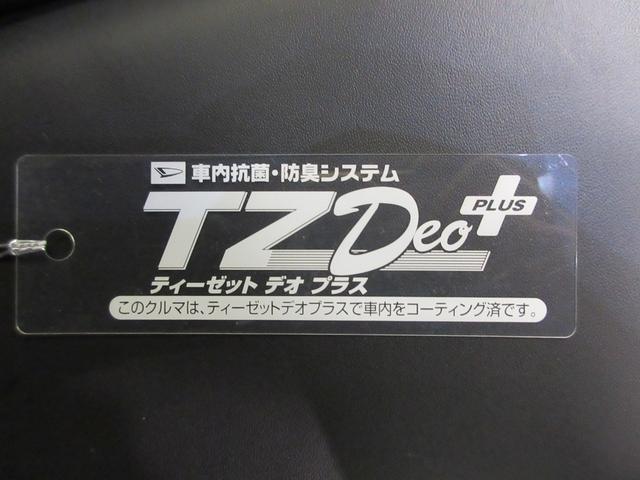 車内抗菌・防臭システム
TZ Deo PLUS
ティーゼット デオ プラス
このクルマは、ティーゼットデオプラスで車内をコーティング済です。